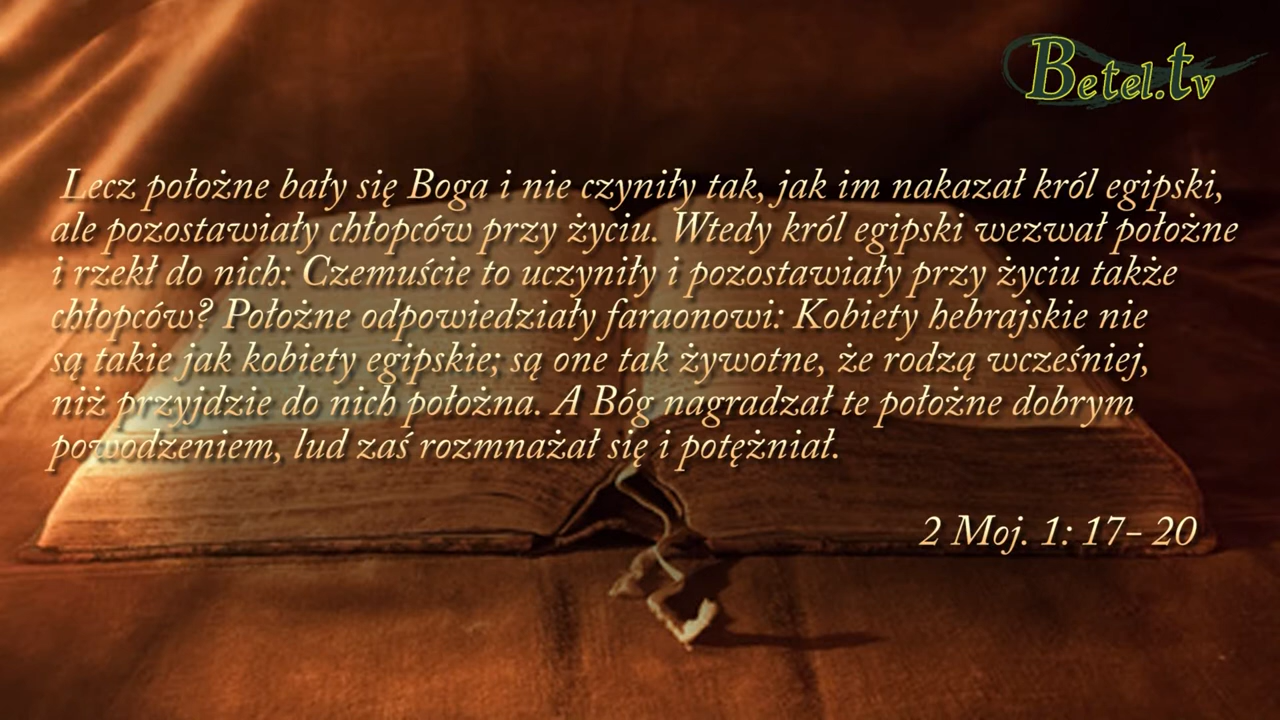 Betel.tv
Lecz położne bały się Boga i nie czyniły tak, jak im nakazał król egipski,
ale pozostawiały chłopców przy życiu. Wtedy król egipski wezwał położne
i rzekł do nich: Czemuście to uczyniły i pozostawiały przy życiu także
chłopców? Położne odpowiedziały faraonowi: Kobiety hebrajskie nie
są takie jak kobiety egipskie; są one tak żywotne, że rodzą wcześniej,
niż przyjdzie do nich położna. A Bóg nagradzał te położne dobrym
powodzeniem, lud zaś rozmnażał się i potężniał.
2 Moj. 1: 17- 20